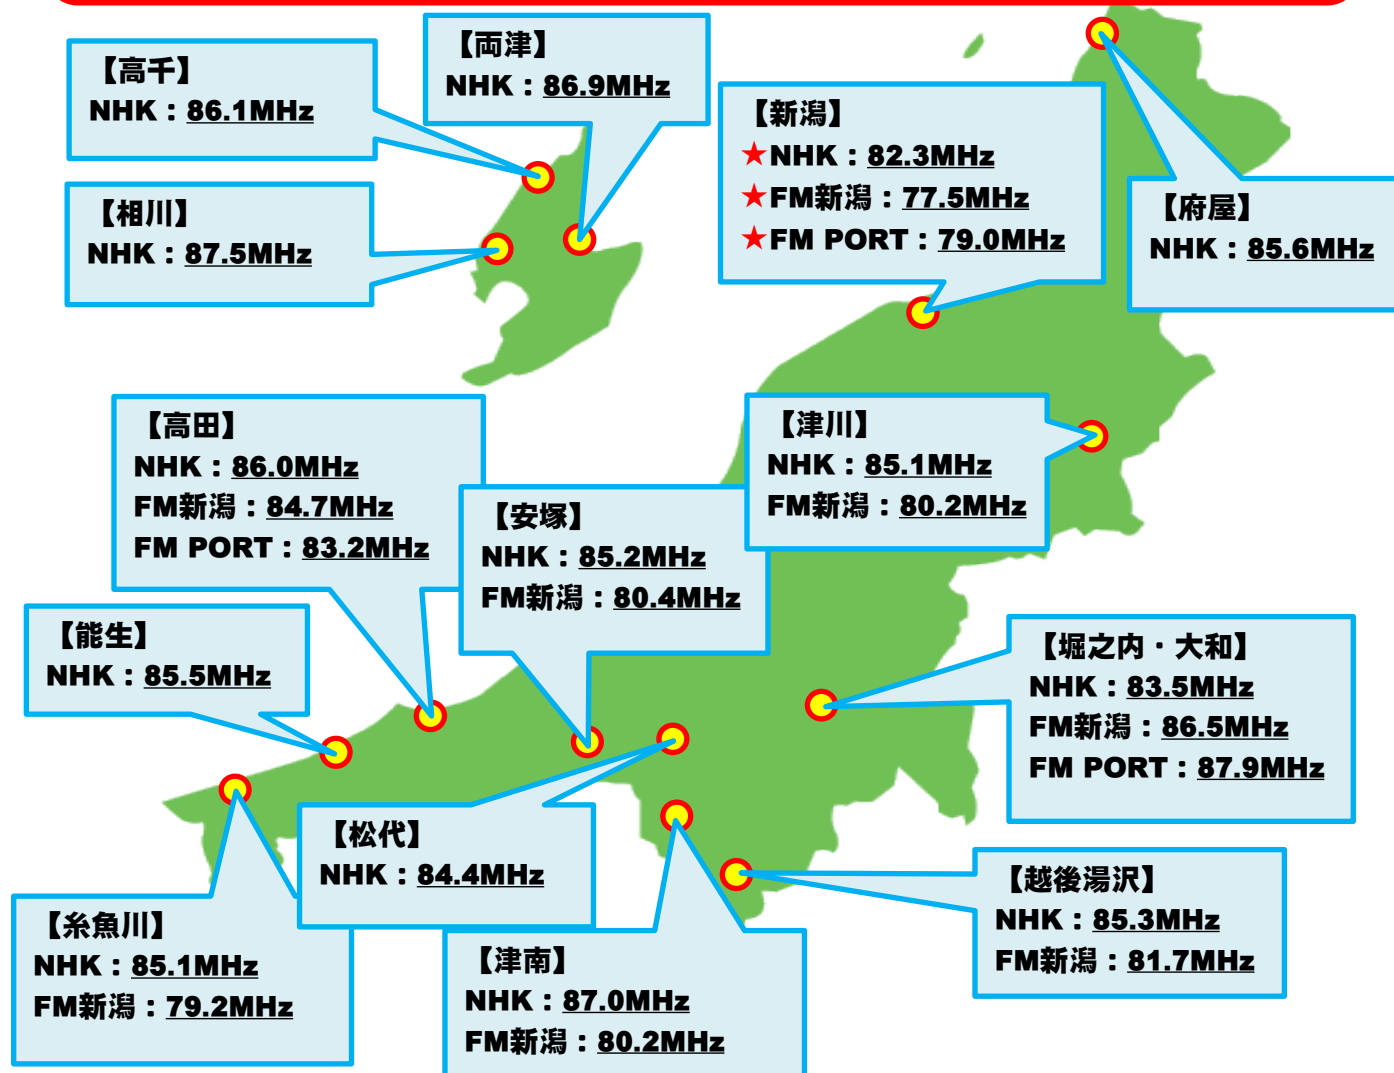 【高千】
NHK：86.1MHz
【両津】
NHK：86.9MHz
【相川】
NHK：87.5MHz
【新潟】
★NHK：82.3MHz
★FM新潟：77.5MHz
★FM PORT：79.0MHz
【府屋】
NHK：85.6MHz
【高田】
NHK：86.0MHz
FM新潟：84.7MHz
FM PORT：83.2MHz
【安塚】
NHK：85.2MHz
FM新潟：80.4MHz
【津川】
NHK：85.1MHz
FM新潟：80.2MHz
【能生】
NHK：85.5MHz
【堀之内・大和】
NHK：83.5MHz
FM新潟：86.5MHz
FM PORT：87.9MHz
【松代】
NHK：84.4MHz
【糸魚川】
NHK：85.1MHz
FM新潟：79.2MHz
【津南】
NHK：87.0MHz
FM新潟：80.2MHz
【越後湯沢】
NHK：85.3MHz
FM新潟：81.7MHz